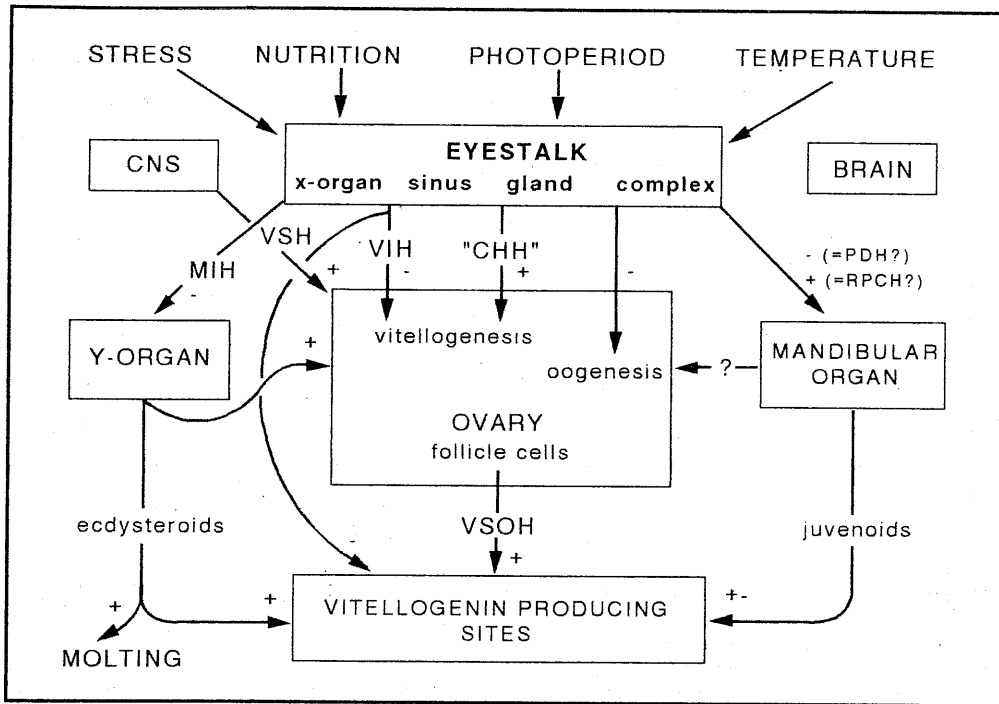 STRESS NUTRITION PHOTOPERIOD TEMPERATURE
EYESTALK
x-organ sinus gland complex
CNS
BRAIN
VSH
VIH
"CHH"
MIH
+
-
+
-
- (=PDH?)
+ (=RPCH?)
-
vitellogenesis
Y-ORGAN
+
oogenesis
?
MANDIBULAR
ORGAN
OVARY
follicle cells
ecdysteroids
VSOH
juvenoids
-
+
+
+
+-
VITELLOGENIN PRODUCING
SITES
MOLTING